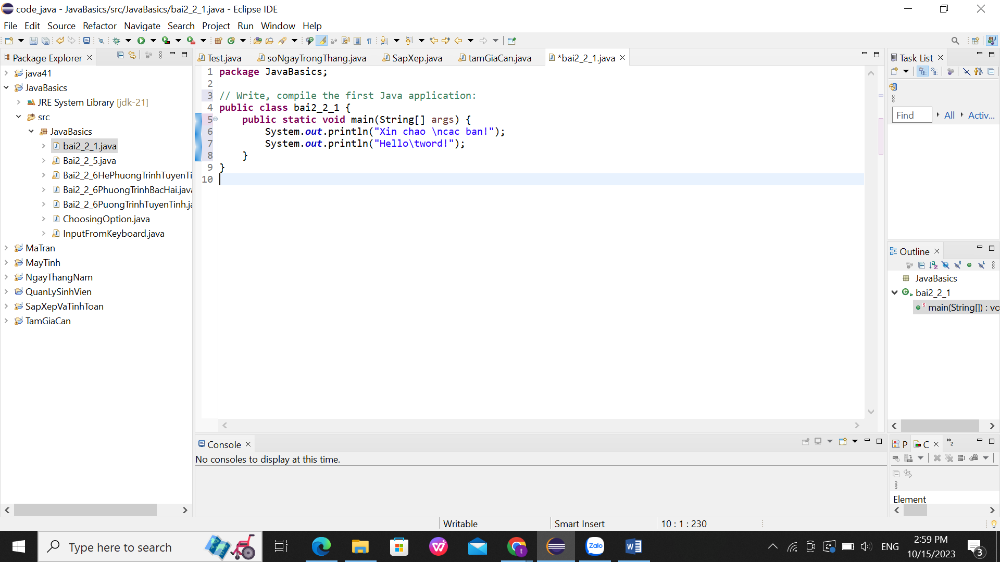 code_java - JavaBasics/src/JavaBasics/bai2_2_1.java - Eclipse IDE
File Edit Source Refactor Navigate Search Project Run Window Help
Package Explorer
java41
JavaBasics
JRE System Library [jdk-21]
src
JavaBasics
bai2_2_1.java
Bai2_2_5.java
Bai2_2_6HePhuongTrinhTuyenTi
Bai2_2_6PhuongTrinhBacHai.java
Bai2_2_6PuongTrinhTuyenTinh.ja
ChoosingOption.java
InputFromKeyboard.java
MaTran
MayTinh
NgayThangNam
QuanLySinhVien
SapXepVaTinhToan
TamGiaCan
Test.java soNgayTrongThang.java SapXep.java tamGiaCan.java *bai2_2_1.java
1 package JavaBasics;
2
3 // Write, compile the first Java application:
4 public class bai2_2_1 {
5 public static void main(String[] args) {
6 System.out.println("Xin chao \ncac ban!");
7 System.out.println("Hello\tword!");
8 }
9 }
10
Console
No consoles to display at this time.
Task List
Find All Activ...
Outline
JavaBasics
bai2_2_1
main(String[]) : vo
P C
Element
Writable Smart Insert 10 : 1 : 230
Type here to search
Zalo
ENG
2:59 PM
10/15/2023
3